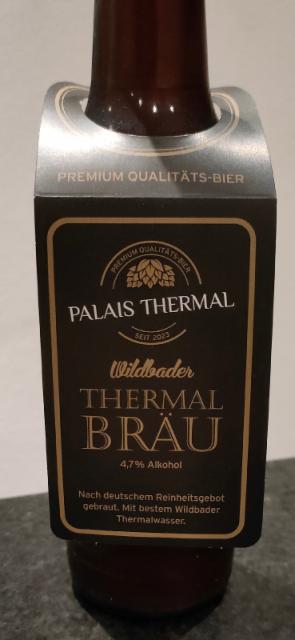 PREMIUM QUALITÄTS-BIER
PREMIUM QUALITÄTS-BIER
PALAIS THERMAL
SEIT 2023
Wildbader
THERMAL
BRÄU
4,7% Alkohol
Nach deutschem Reinheitsgebot
gebraut. Mit bestem Wildbader
Thermalwasser.